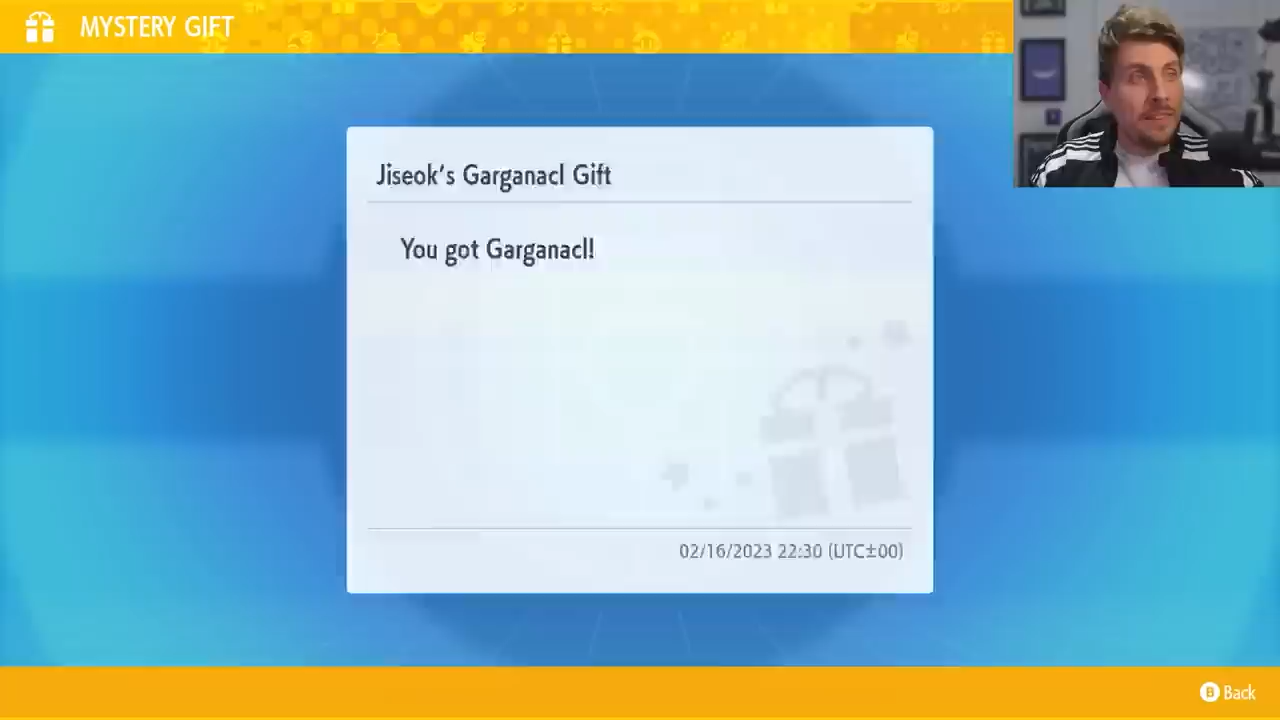 MYSTERY GIFT
Jiseok's Garganacl Gift
You got Garganacl!
02/16/2023 22:30 (UTC±00)
B Back